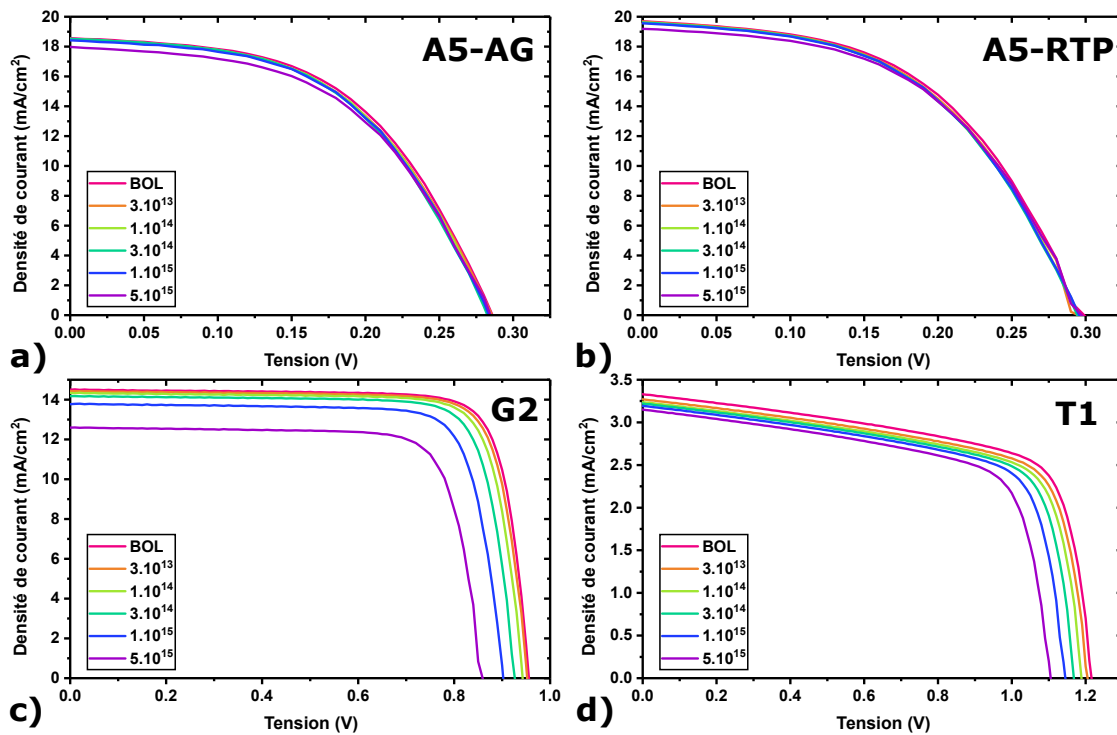 A5-AG
Densité de courant (mA/cm²)
20
18
16
14
12
10
8
6
4
2
0
BOL
3.10¹³
1.10¹⁴
3.10¹⁴
1.10¹⁵
5.10¹⁵
0.00 0.05 0.10 0.15 0.20 0.25 0.30
Tension (V)
a)
A5-RTP
Densité de courant (mA/cm²)
20
18
16
14
12
10
8
6
4
2
0
BOL
3.10¹³
1.10¹⁴
3.10¹⁴
1.10¹⁵
5.10¹⁵
0.00 0.05 0.10 0.15 0.20 0.25 0.30
Tension (V)
b)
G2
Densité de courant (mA/cm²)
14
12
10
8
6
4
2
0
BOL
3.10¹³
1.10¹⁴
3.10¹⁴
1.10¹⁵
5.10¹⁵
0.0 0.2 0.4 0.6 0.8 1.0
Tension (V)
c)
T1
Densité de courant (mA/cm²)
3.5
3.0
2.5
2.0
1.5
1.0
0.5
0.0
BOL
3.10¹³
1.10¹⁴
3.10¹⁴
1.10¹⁵
5.10¹⁵
0.0 0.2 0.4 0.6 0.8 1.0 1.2
Tension (V)
d)